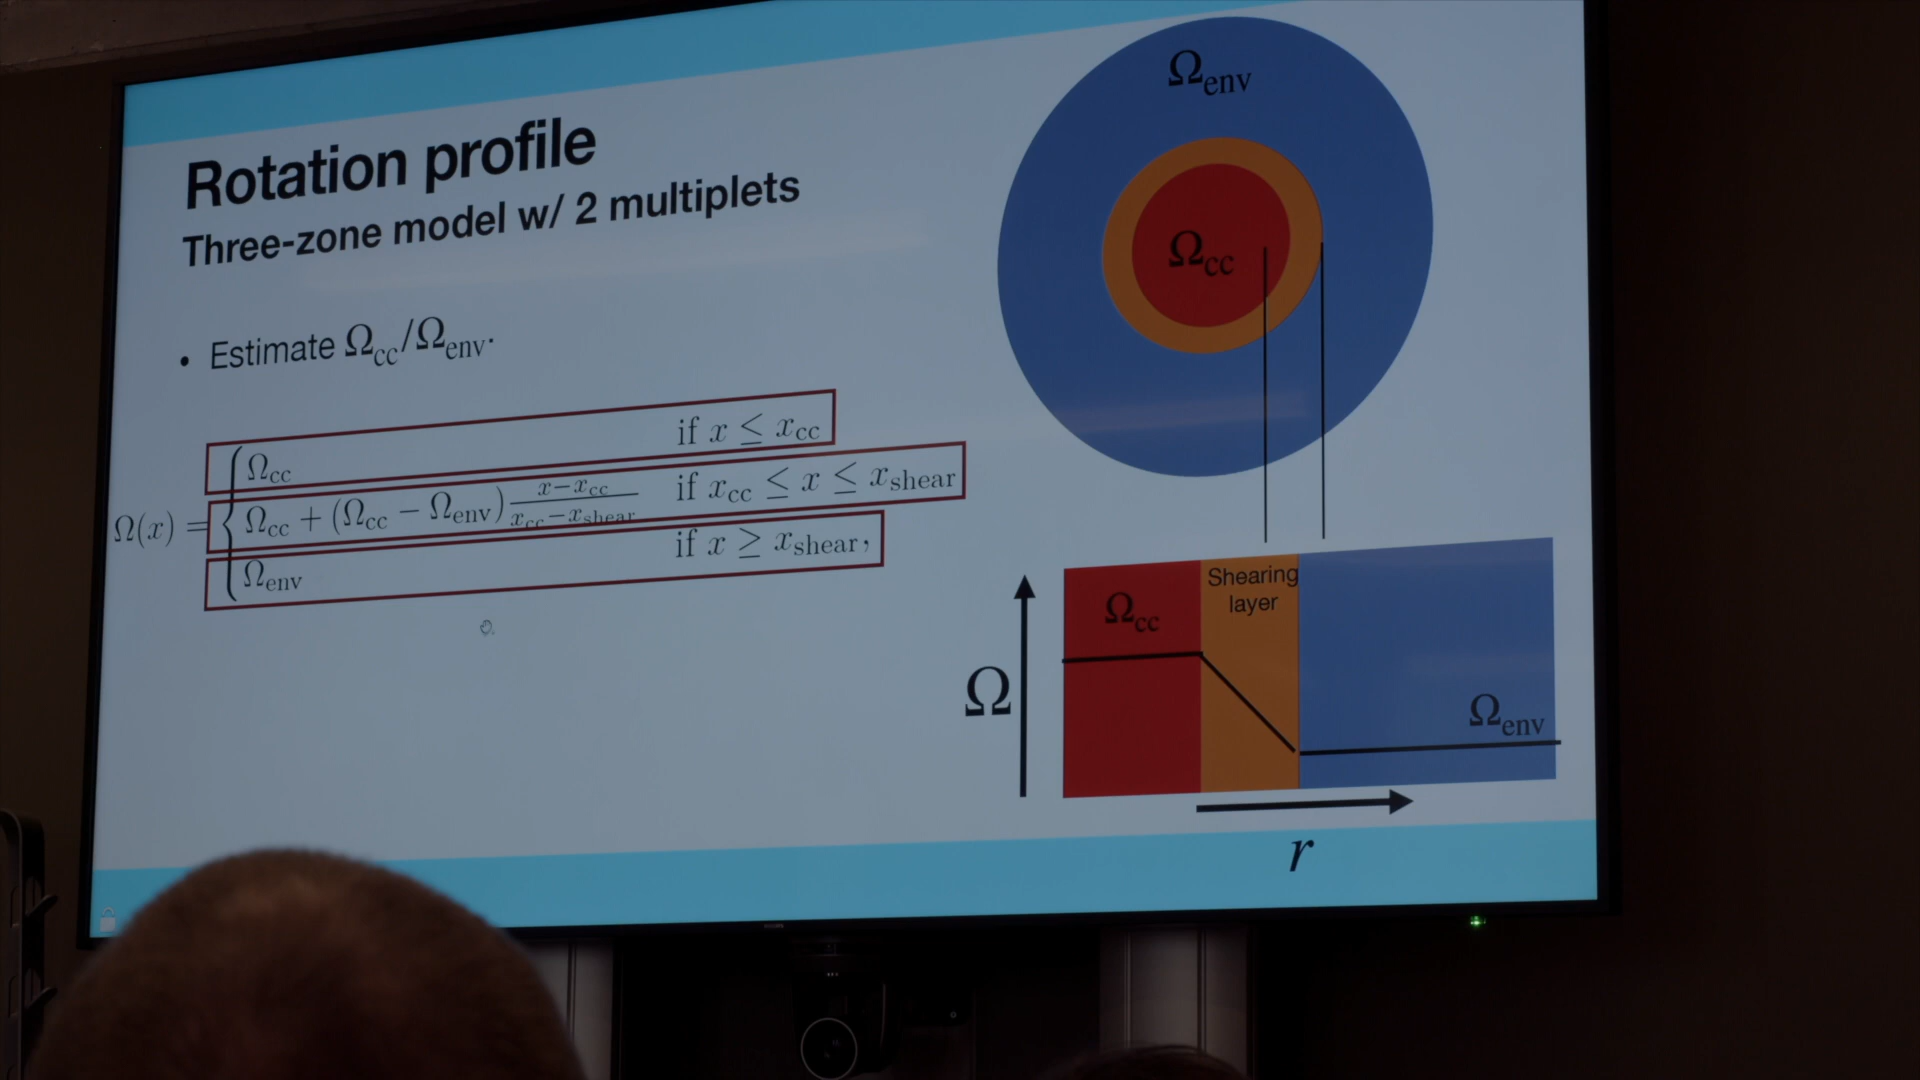 Rotation profile
Three-zone model w/ 2 multiplets
• Estimate Ω_cc/Ω_env.
Ω(x) = { Ω_cc if x ≤ x_cc
Ω_cc + (Ω_cc − Ω_env) (x−x_cc)/(x_cc−x_shear) if x_cc ≤ x ≤ x_shear
Ω_env if x ≥ x_shear,
Ω_env
Ω_cc
Shearing
layer
Ω_cc
Ω
Ω_env
r